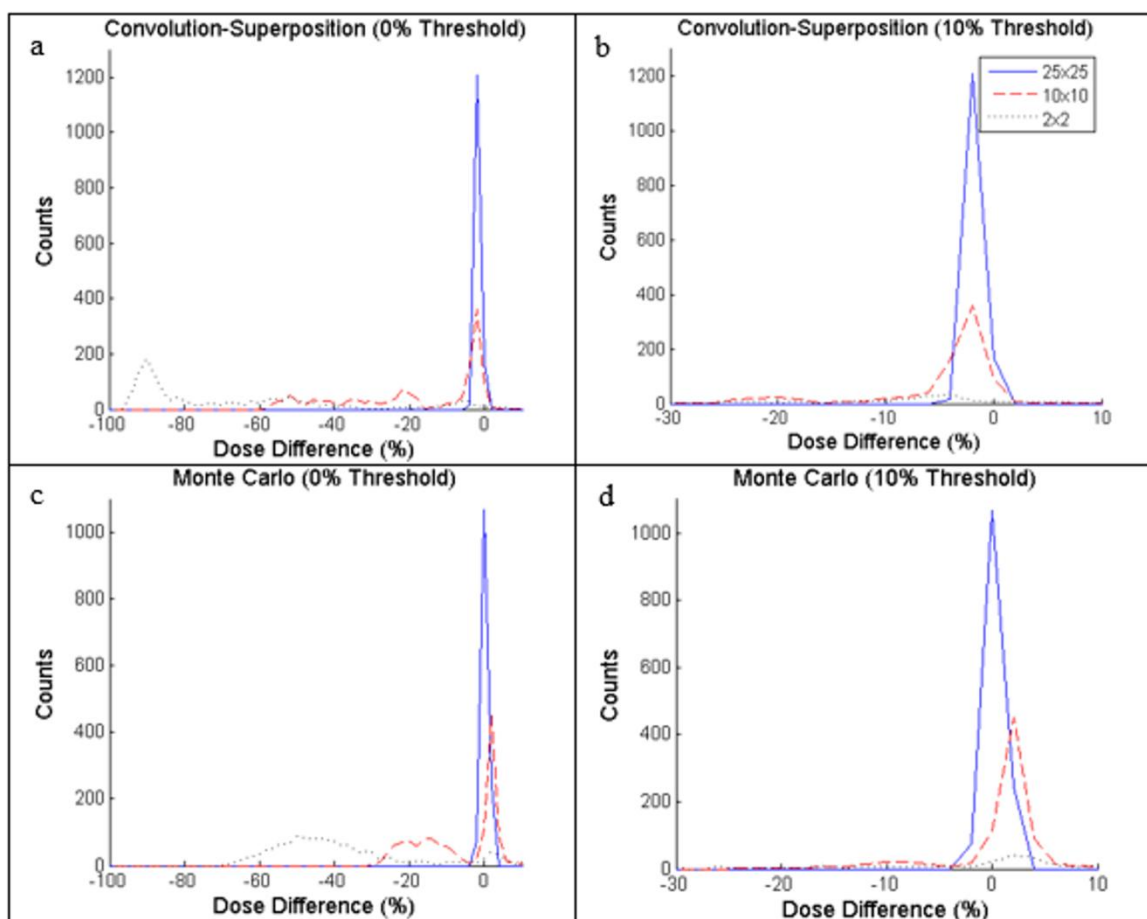 a
Convolution-Superposition (0% Threshold)
1200
1000
800
600
400
200
0
Counts
-100
-80
-60
-40
-20
0
Dose Difference (%)
b
Convolution-Superposition (10% Threshold)
25x25
10x10
2x2
1200
1000
800
600
400
200
0
Counts
-30
-20
-10
0
10
Dose Difference (%)
c
Monte Carlo (0% Threshold)
1000
800
600
400
200
0
Counts
-100
-80
-60
-40
-20
0
Dose Difference (%)
d
Monte Carlo (10% Threshold)
1000
800
600
400
200
0
Counts
-30
-20
-10
0
10
Dose Difference (%)